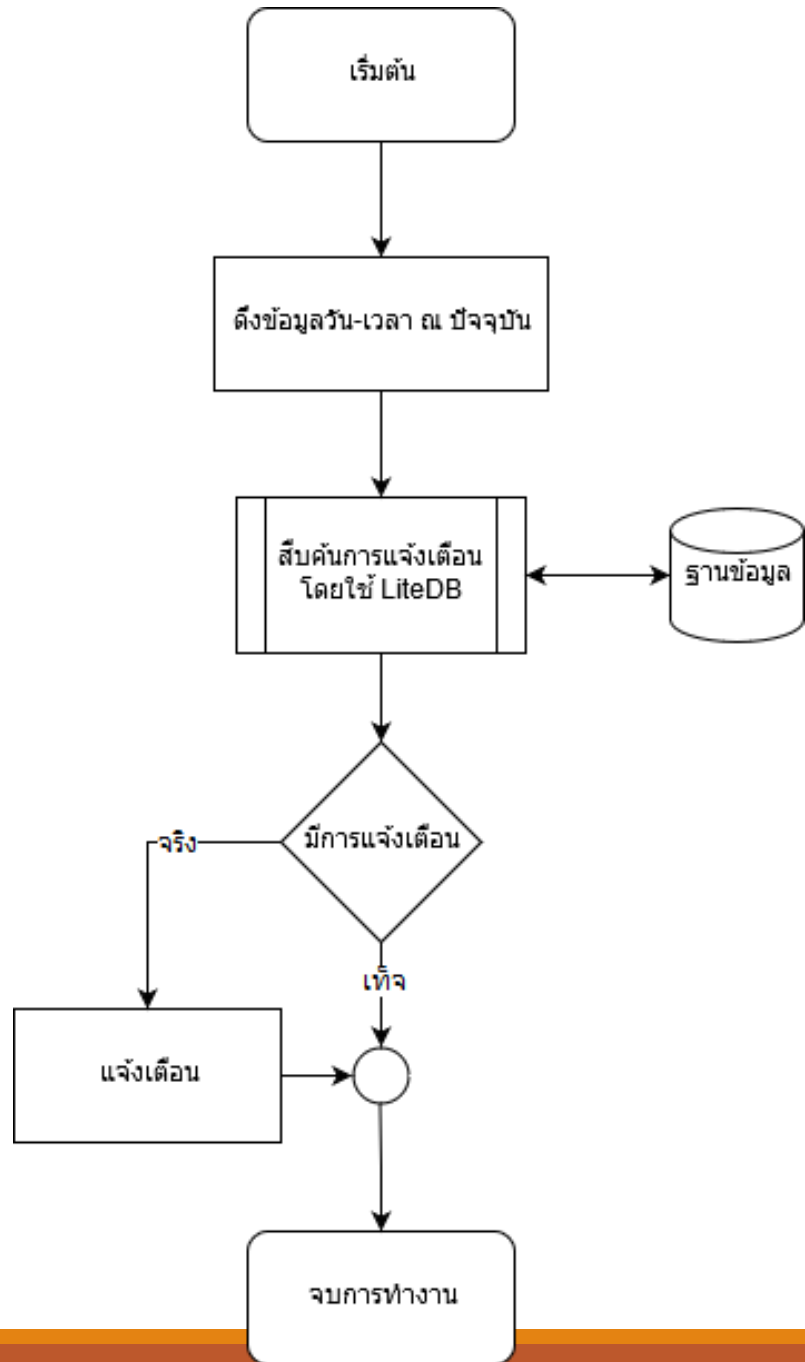 เริ่มต้น
ดึงข้อมูลวัน-เวลา ณ ปัจจุบัน
สืบค้นการแจ้งเตือน
โดยใช้ LiteDB
ฐานข้อมูล
มีการแจ้งเตือน
จริง
เท็จ
แจ้งเตือน
จบการทำงาน